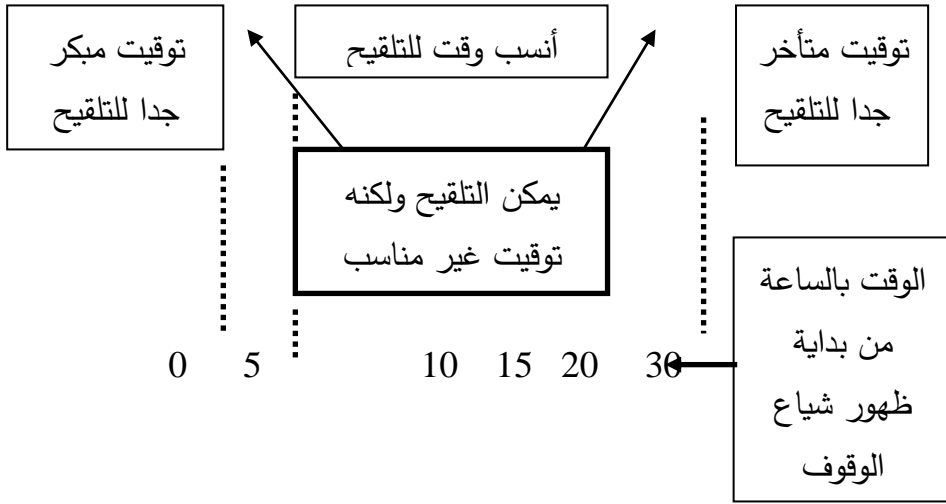 توقيت مبكر
جدا للتلقيح
أنسب وقت للتلقيح
توقيت متأخر
جدا للتلقيح
يمكن التلقيح ولكنه
توقيت غير مناسب
0 5 10 15 20 30
الوقت بالساعة
من بداية
ظهور شياع
الوقوف